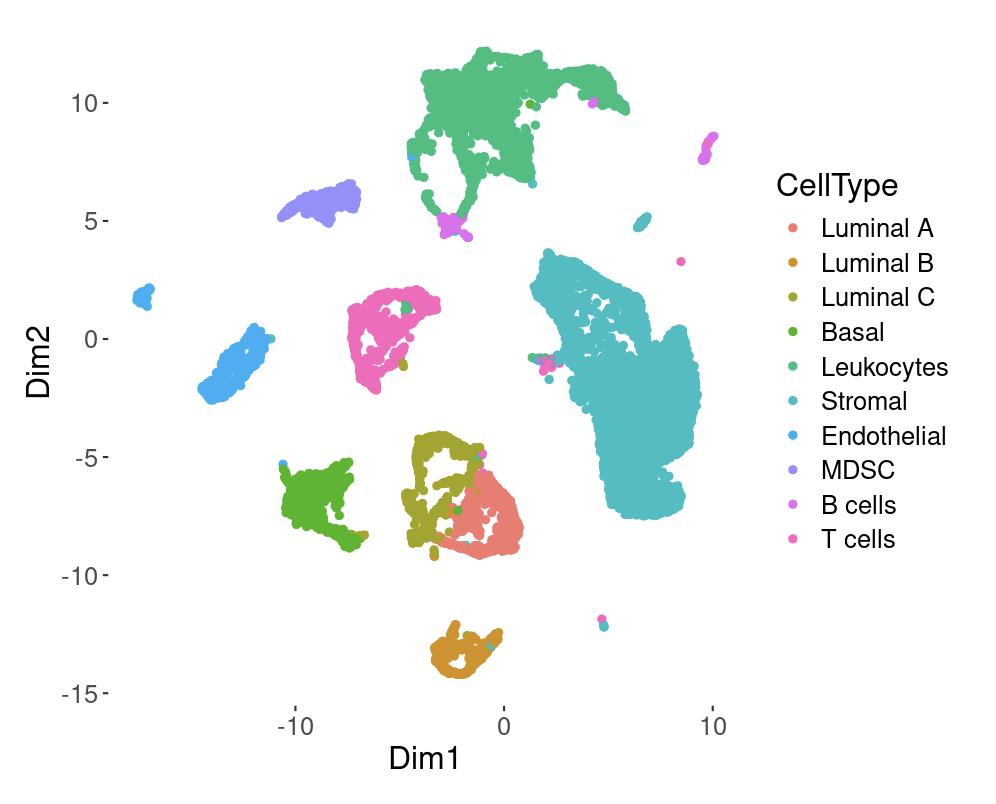 10
5
0
-5
-10
-15
Dim2
-10
0
10
Dim1
CellType
Luminal A
Luminal B
Luminal C
Basal
Leukocytes
Stromal
Endothelial
MDSC
B cells
T cells